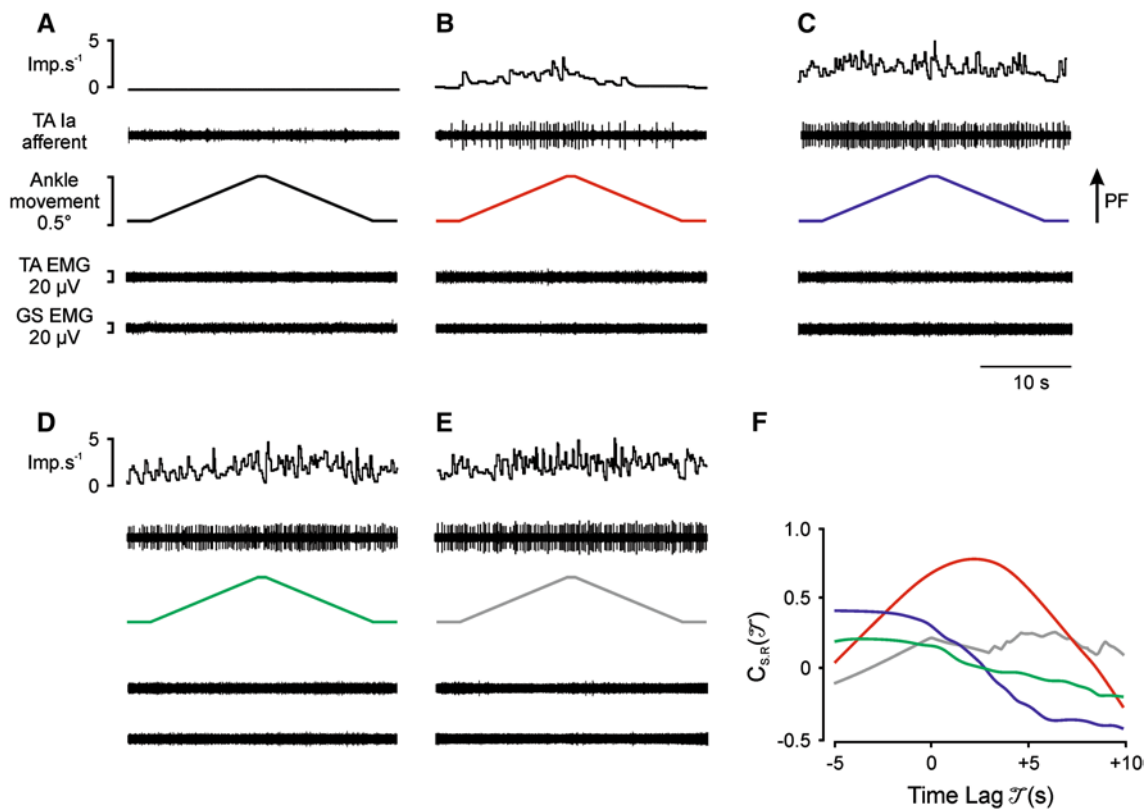 A
B
C
5
Imp.s⁻¹
0
TA Ia
afferent
Ankle
movement
0.5°
PF
TA EMG
20 µV
GS EMG
20 µV
10 s
D
E
F
5
Imp.s⁻¹
0
1.0
0.5
0
-0.5
C_S.R(𝒯)
-5
0
+5
+10
Time Lag 𝒯(s)